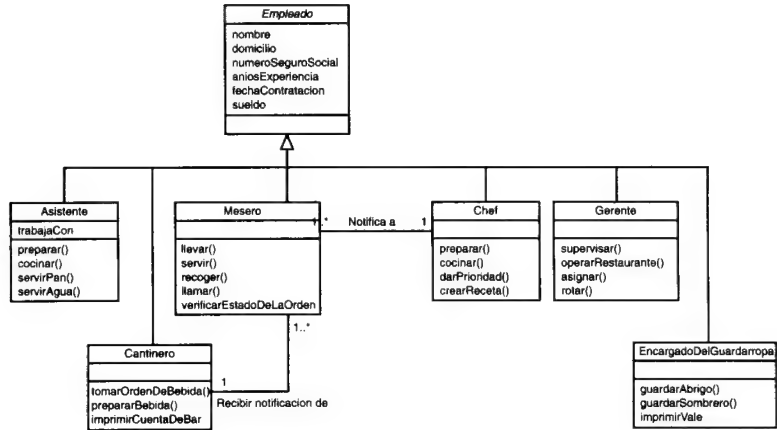 Empleado
nombre
domicilio
numeroSeguroSocial
aniosExperiencia
fechaContratacion
sueldo
Asistente
trabajaCon
preparar()
cocinar()
servirPan()
servirAgua()
Mesero
llevar()
servir()
recoger()
llamar()
verificarEstadoDeLaOrden
1..*
Notifica a
1
Chef
preparar()
cocinar()
darPrioridad()
crearReceta()
Gerente
supervisar()
operarRestaurante()
asignar()
rotar()
1..*
Cantinero
tomarOrdenDeBebida()
prepararBebida()
imprimirCuentaDeBar
1
Recibir notificacion de
EncargadoDelGuardarropa
guardarAbrigo()
guardarSombrero()
imprimirVale